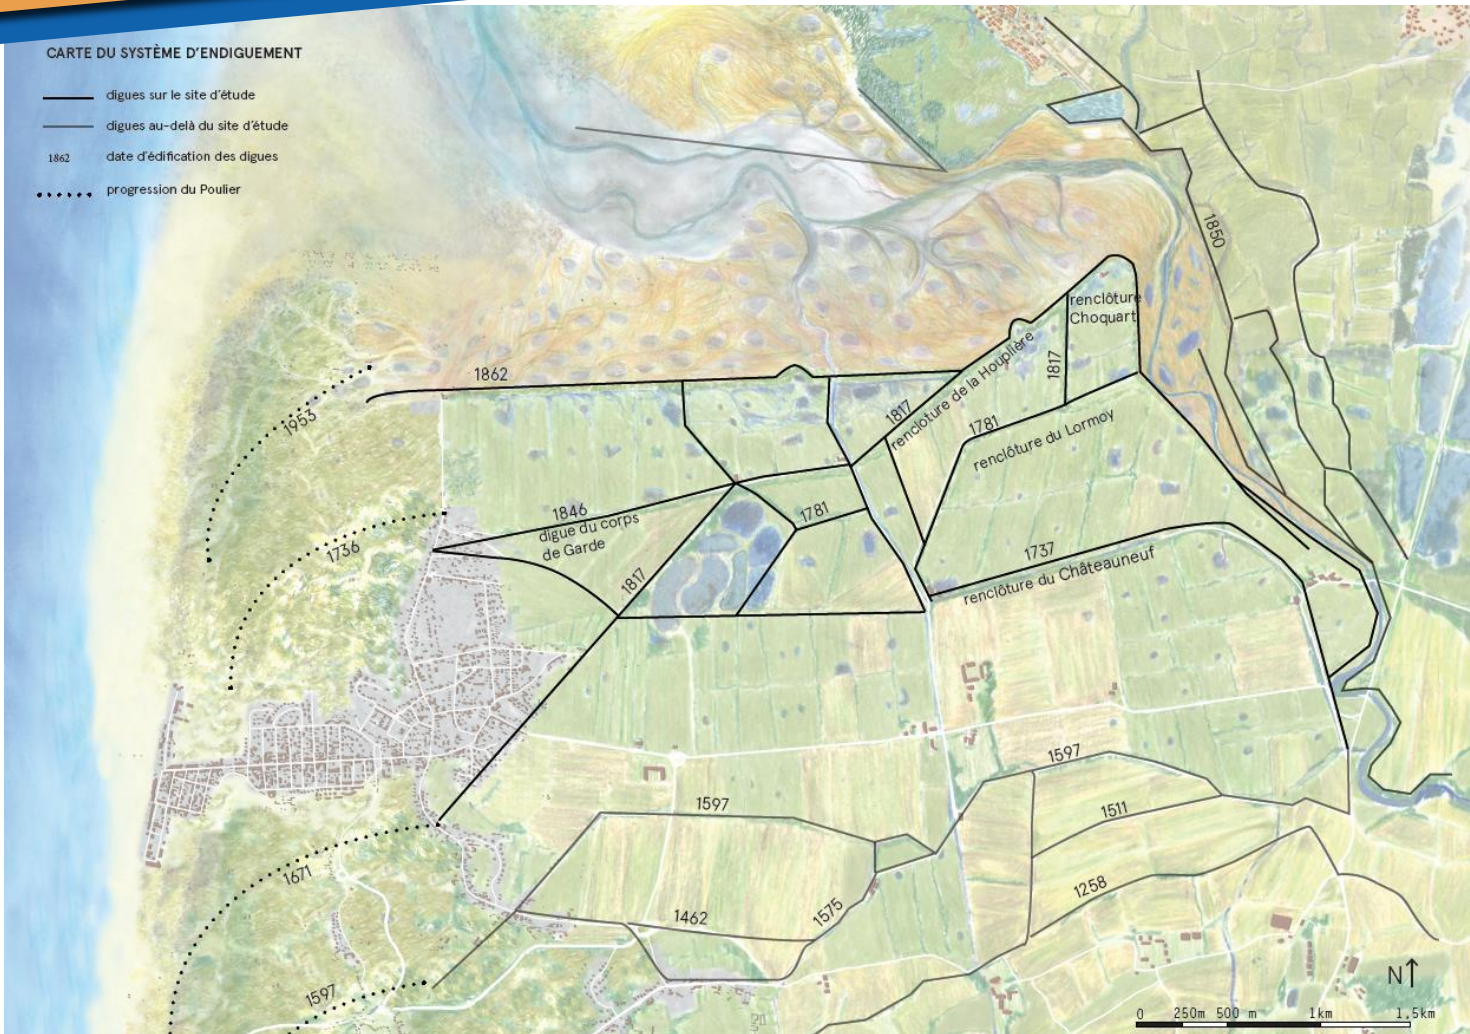 CARTE DU SYSTÈME D'ENDIGUEMENT
digues sur le site d'étude
digues au-delà du site d'étude
1862 date d'édification des digues
progression du Poulier
1850
renclôture
Choquart
1817
renclôture de la Houplière
1817
1862
1953
1781
renclôture du Lormoy
1846
digue du corps
de Garde
1781
1736
1817
1737
renclôture du Châteauneuf
1597
1597
1511
1671
1258
1462
1575
1597
N
0 250m 500 m 1km 1,5km